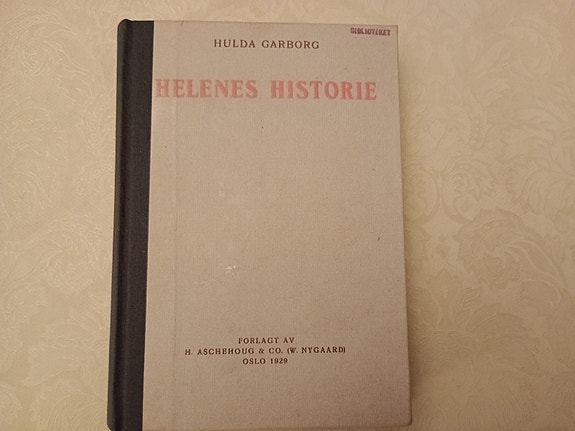 BIBLIOTEKET
HULDA GARBORG
HELENES HISTORIE
FORLAGT AV
H. ASCHEHOUG & CO. (W. NYGAARD)
OSLO 1929